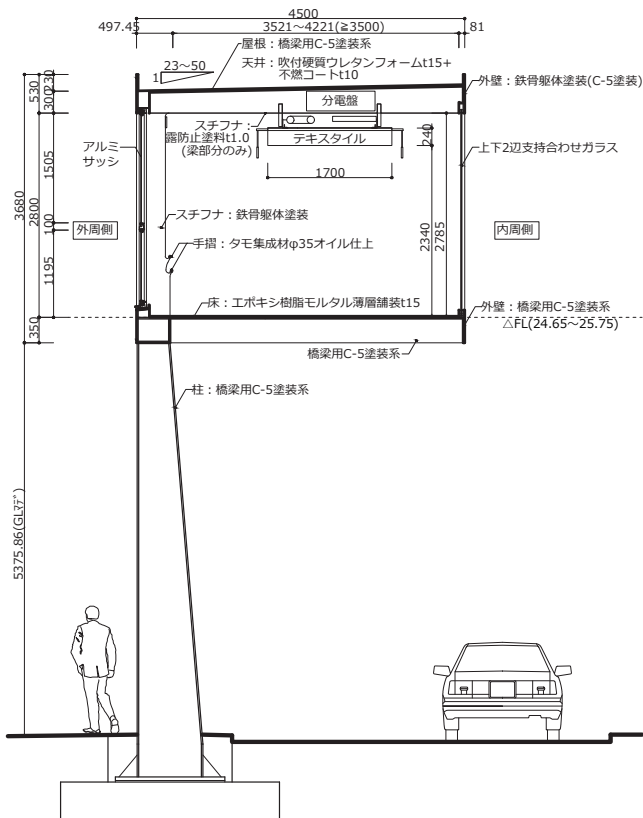 4500
497.45
3521～4221(≧3500)
81
屋根：橋梁用C-5塗装系
23～50
1
天井：吹付硬質ウレタンフォームt15+
不燃コートt10
外壁：鉄骨躯体塗装(C-5塗装)
530
230
300
分電盤
スチフナ：
露防止塗料t1.0
(梁部分のみ)
テキスタイル
240
アルミ
サッシ
上下2辺支持合わせガラス
1505
1700
3680
2800
100
スチフナ：鉄骨躯体塗装
外周側
内周側
手摺：タモ集成材φ35オイル仕上
2340
2785
1195
床：エポキシ樹脂モルタル薄層舗装t15
外壁：橋梁用C-5塗装系
△FL(24.65～25.75)
350
橋梁用C-5塗装系
柱：橋梁用C-5塗装系
5375.86(GLﾏﾃﾞ)